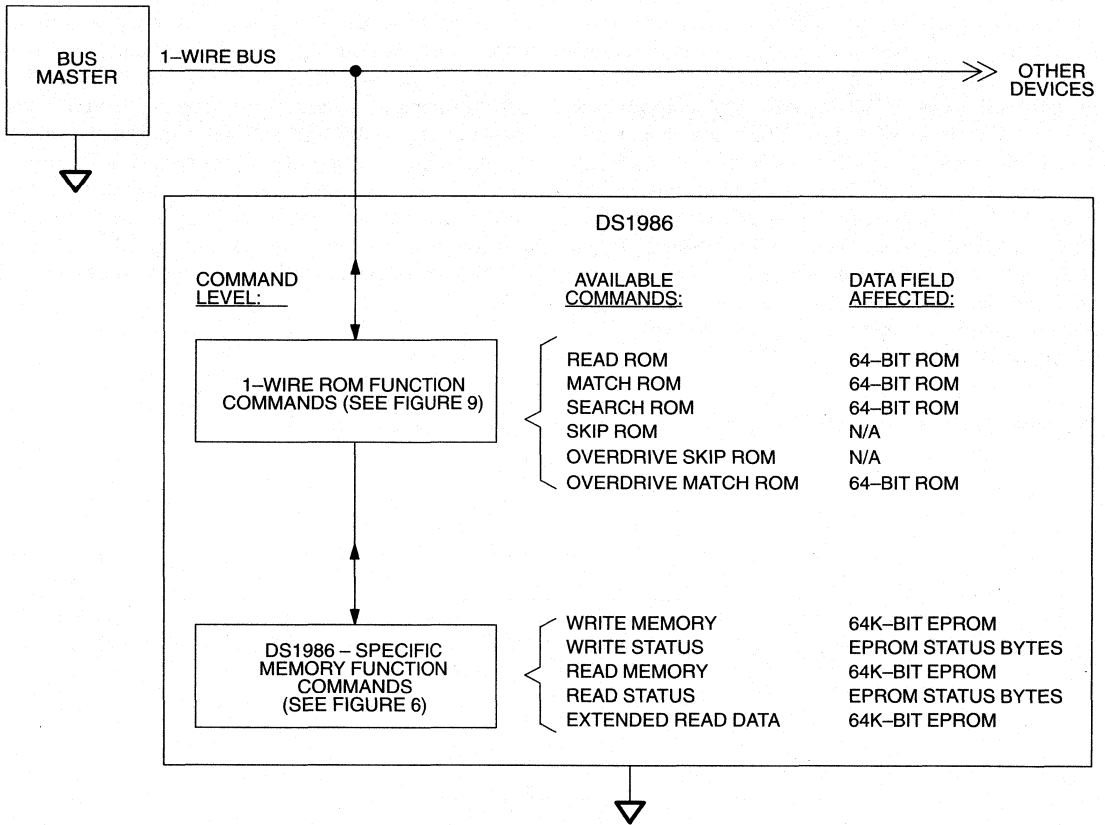 BUS
MASTER
1–WIRE BUS
OTHER
DEVICES
DS1986
COMMAND
LEVEL:
AVAILABLE
COMMANDS:
DATA FIELD
AFFECTED:
1–WIRE ROM FUNCTION
COMMANDS (SEE FIGURE 9)
READ ROM 64–BIT ROM
MATCH ROM 64–BIT ROM
SEARCH ROM 64–BIT ROM
SKIP ROM N/A
OVERDRIVE SKIP ROM N/A
OVERDRIVE MATCH ROM 64–BIT ROM
DS1986 – SPECIFIC
MEMORY FUNCTION
COMMANDS
(SEE FIGURE 6)
WRITE MEMORY 64K–BIT EPROM
WRITE STATUS EPROM STATUS BYTES
READ MEMORY 64K–BIT EPROM
READ STATUS EPROM STATUS BYTES
EXTENDED READ DATA 64K–BIT EPROM